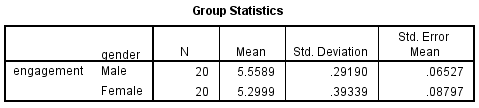 Group Statistics
gender N Mean Std. Deviation Std. Error Mean
engagement Male 20 5.5589 .29190 .06527
Female 20 5.2999 .39339 .08797